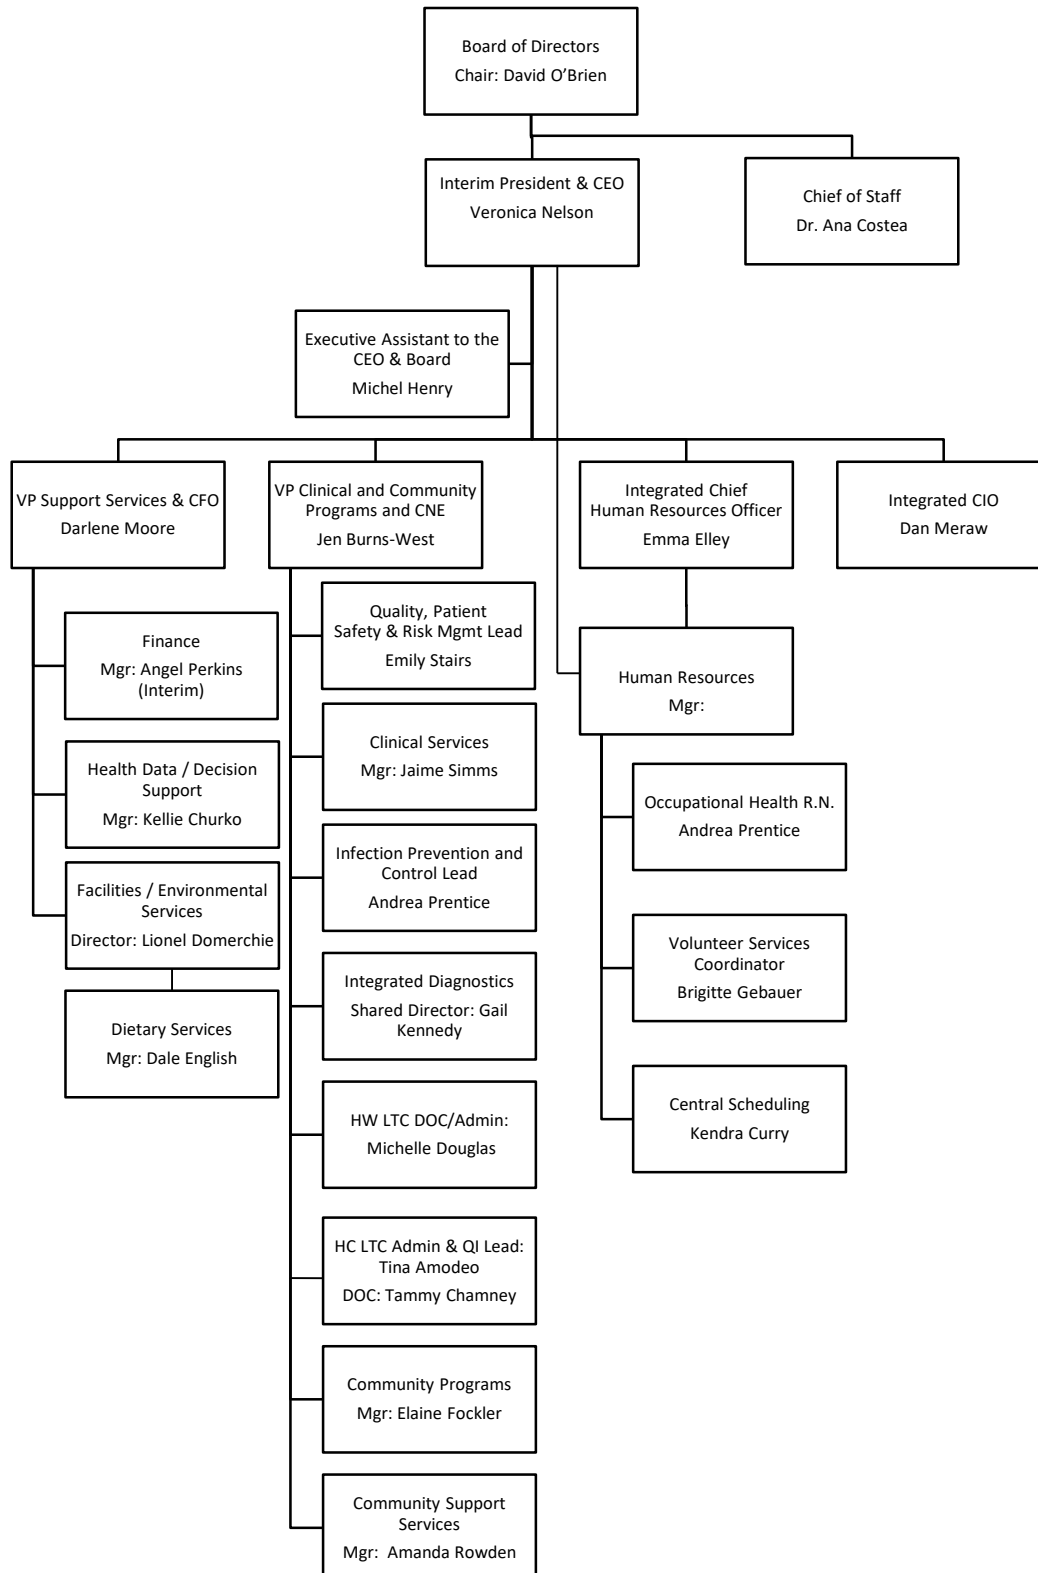 Board of Directors
Chair: David O’Brien
Interim President & CEO
Veronica Nelson
Chief of Staff
Dr. Ana Costea
Executive Assistant to the
CEO & Board
Michel Henry
VP Support Services & CFO
Darlene Moore
VP Clinical and Community
Programs and CNE
Jen Burns-West
Integrated Chief
Human Resources Officer
Emma Elley
Integrated CIO
Dan Meraw
Finance
Mgr: Angel Perkins
(Interim)
Health Data / Decision
Support
Mgr: Kellie Churko
Facilities / Environmental
Services
Director: Lionel Domerchie
Dietary Services
Mgr: Dale English
Quality, Patient
Safety & Risk Mgmt Lead
Emily Stairs
Clinical Services
Mgr: Jaime Simms
Infection Prevention and
Control Lead
Andrea Prentice
Integrated Diagnostics
Shared Director: Gail
Kennedy
HW LTC DOC/Admin:
Michelle Douglas
HC LTC Admin & QI Lead:
Tina Amodeo
DOC: Tammy Chamney
Community Programs
Mgr: Elaine Fockler
Community Support
Services
Mgr:  Amanda Rowden
Human Resources
Mgr:
Occupational Health R.N.
Andrea Prentice
Volunteer Services
Coordinator
Brigitte Gebauer
Central Scheduling
Kendra Curry